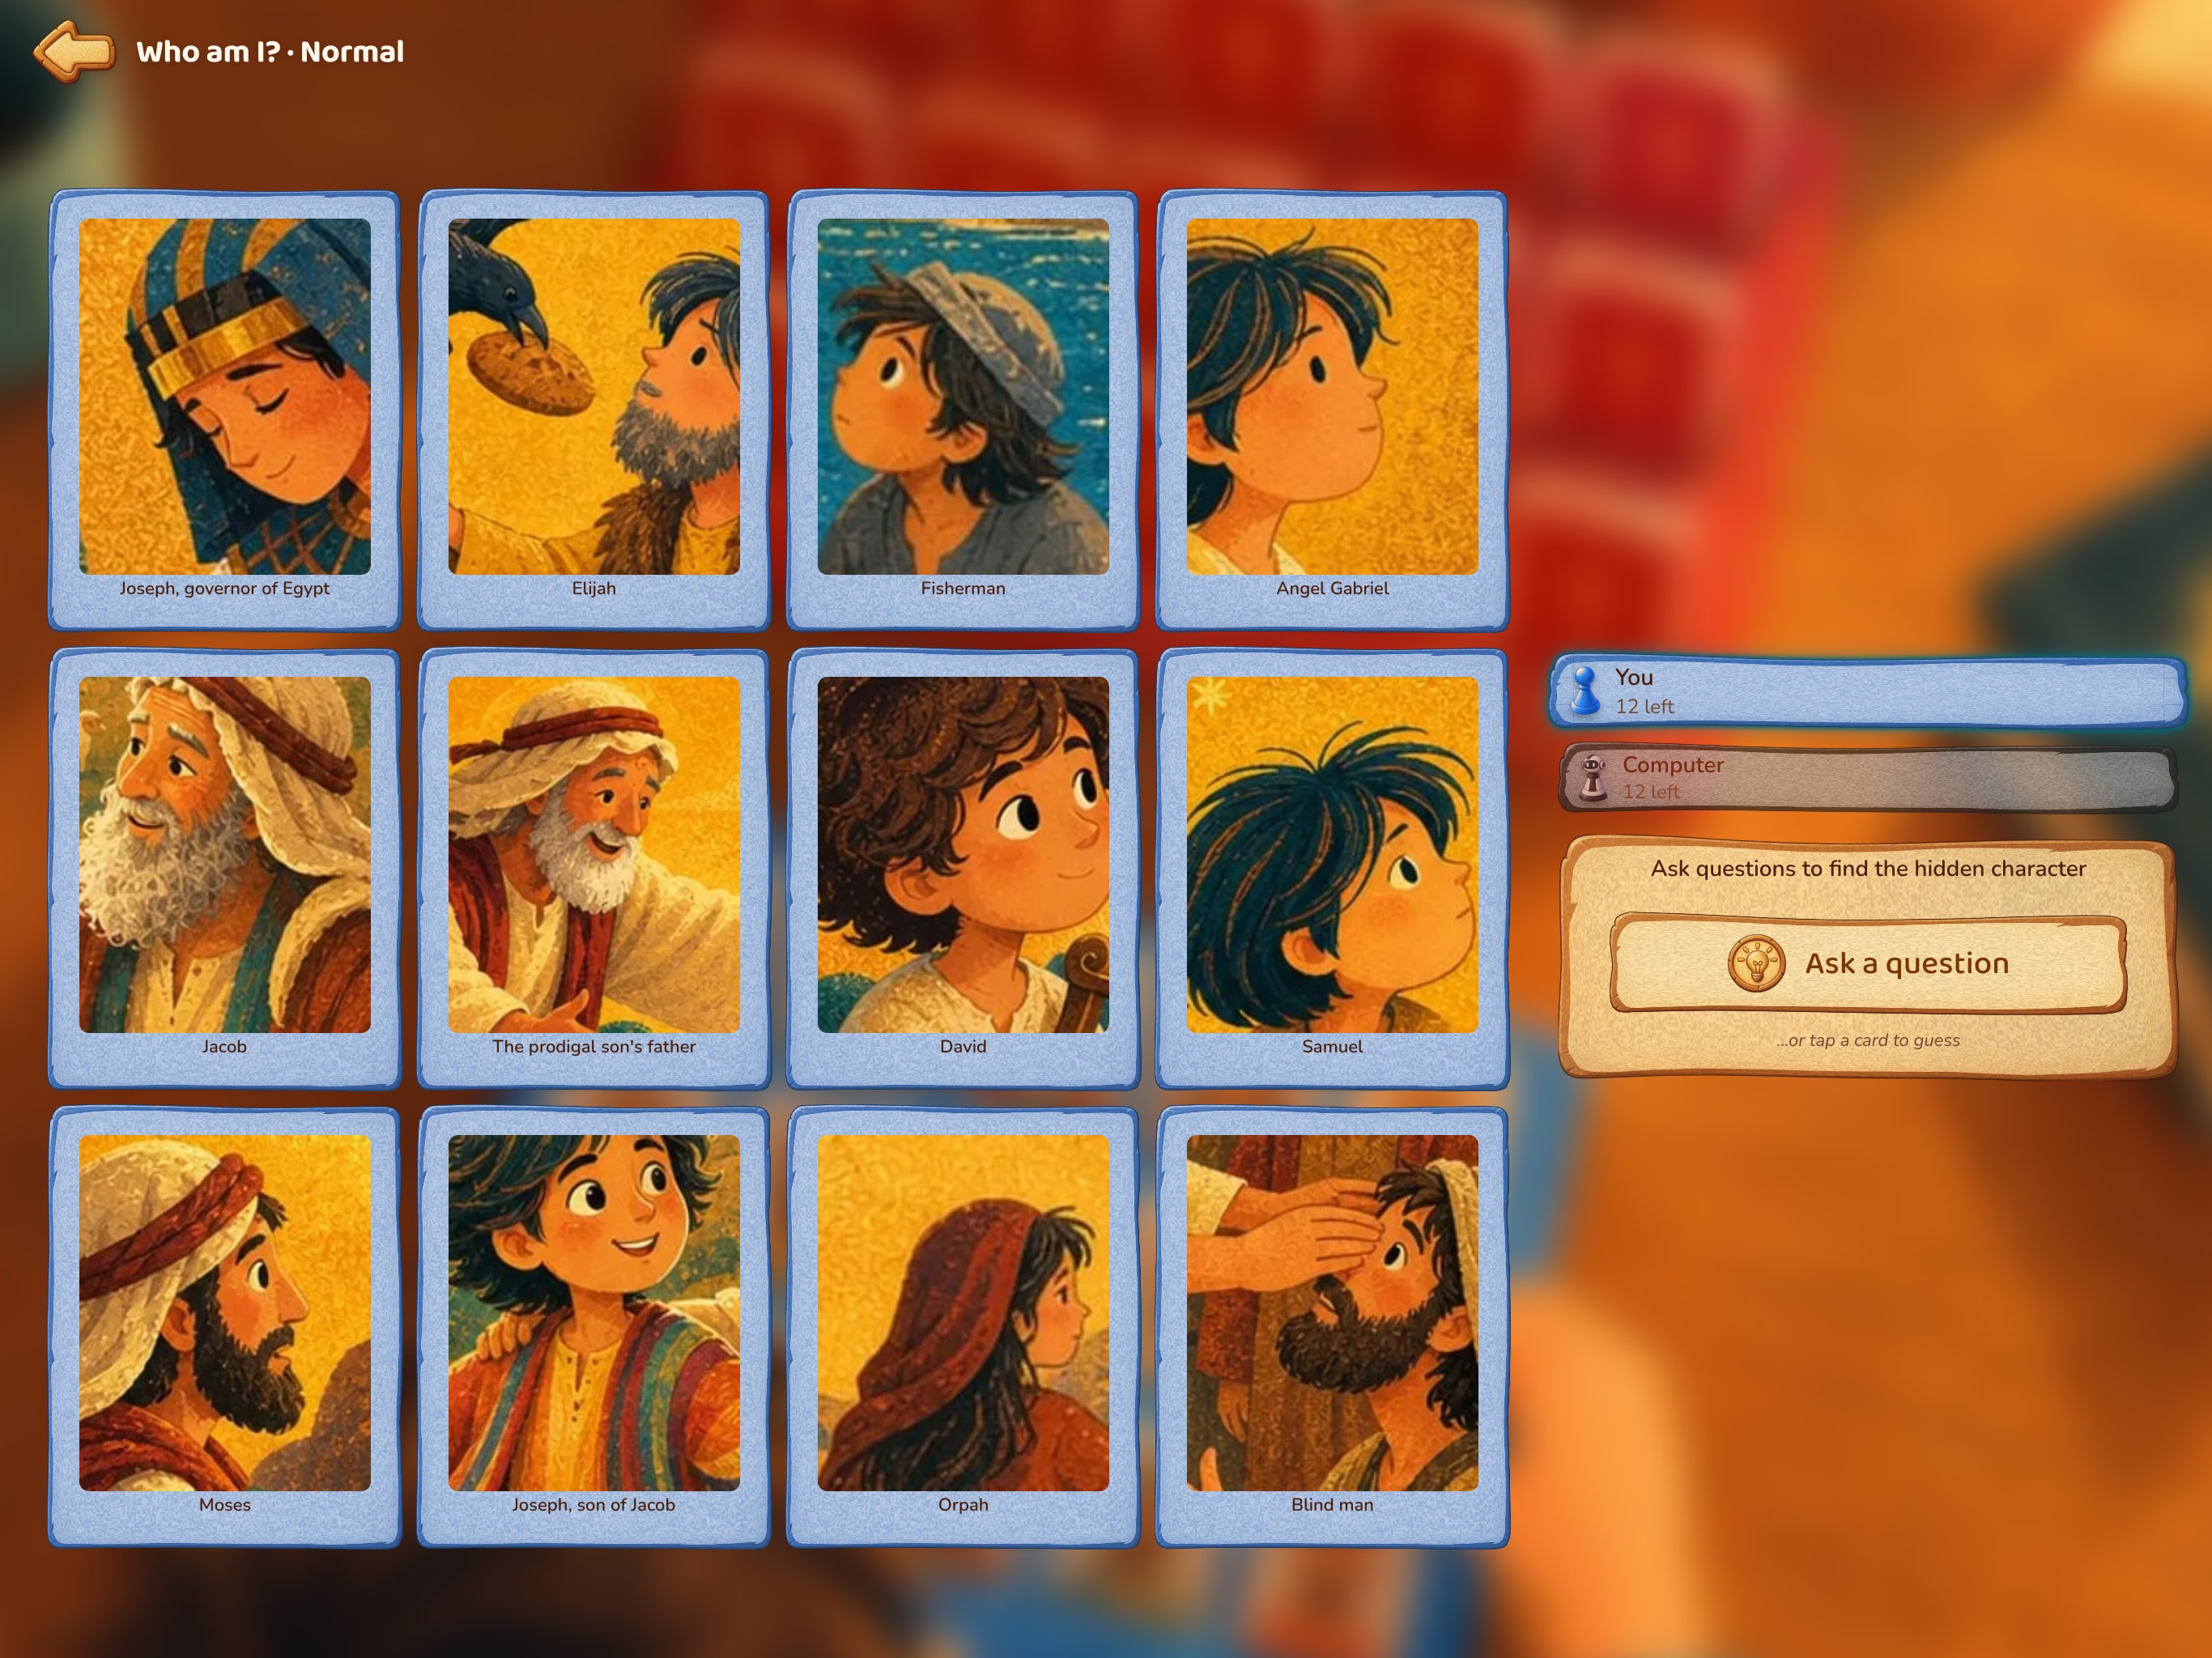 Who am I? · Normal
Joseph, governor of Egypt
Elijah
Fisherman
Angel Gabriel
Jacob
The prodigal son's father
David
Samuel
Moses
Joseph, son of Jacob
Orpah
Blind man
You
12 left
Computer
12 left
Ask questions to find the hidden character
Ask a question
...or tap a card to guess